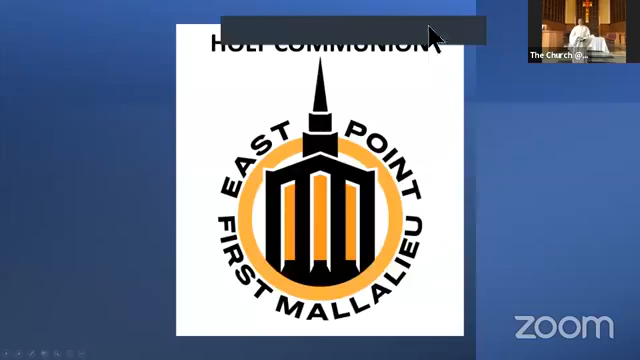 HOLY COMMUNION
The Church @...
EAST POINT
FIRST MALLALIEU
zoom